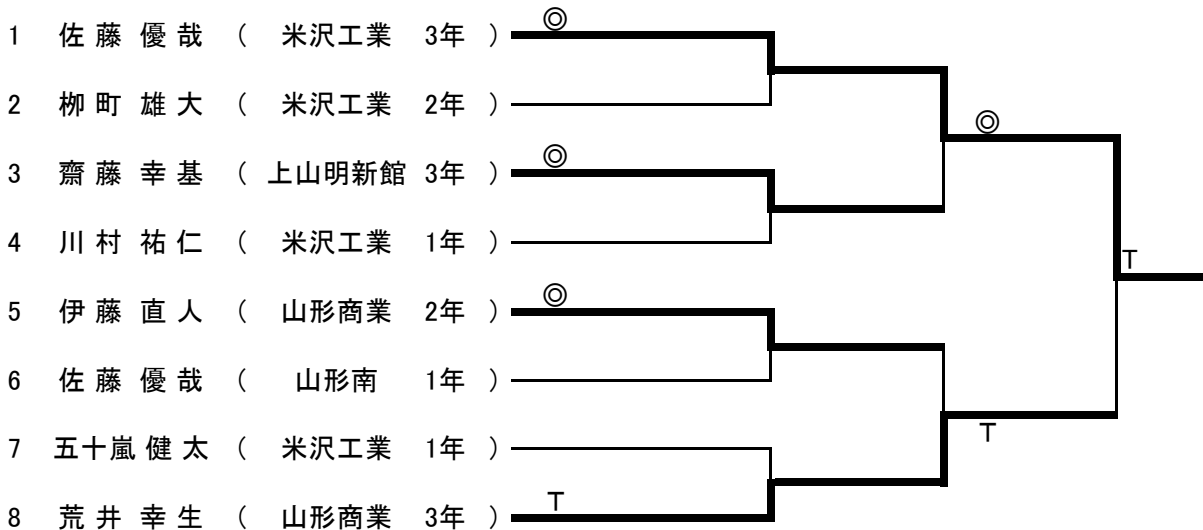 ◎
1 佐藤 優哉 ( 米沢工業 3年 )
2 栁町 雄大 ( 米沢工業 2年 )
◎
◎
3 齋藤 幸基 ( 上山明新館 3年 )
4 川村 祐仁 ( 米沢工業 1年 )
T
◎
5 伊藤 直人 ( 山形商業 2年 )
6 佐藤 優哉 ( 山形南 1年 )
T
7 五十嵐 健太 ( 米沢工業 1年 )
T
8 荒井 幸生 ( 山形商業 3年 )